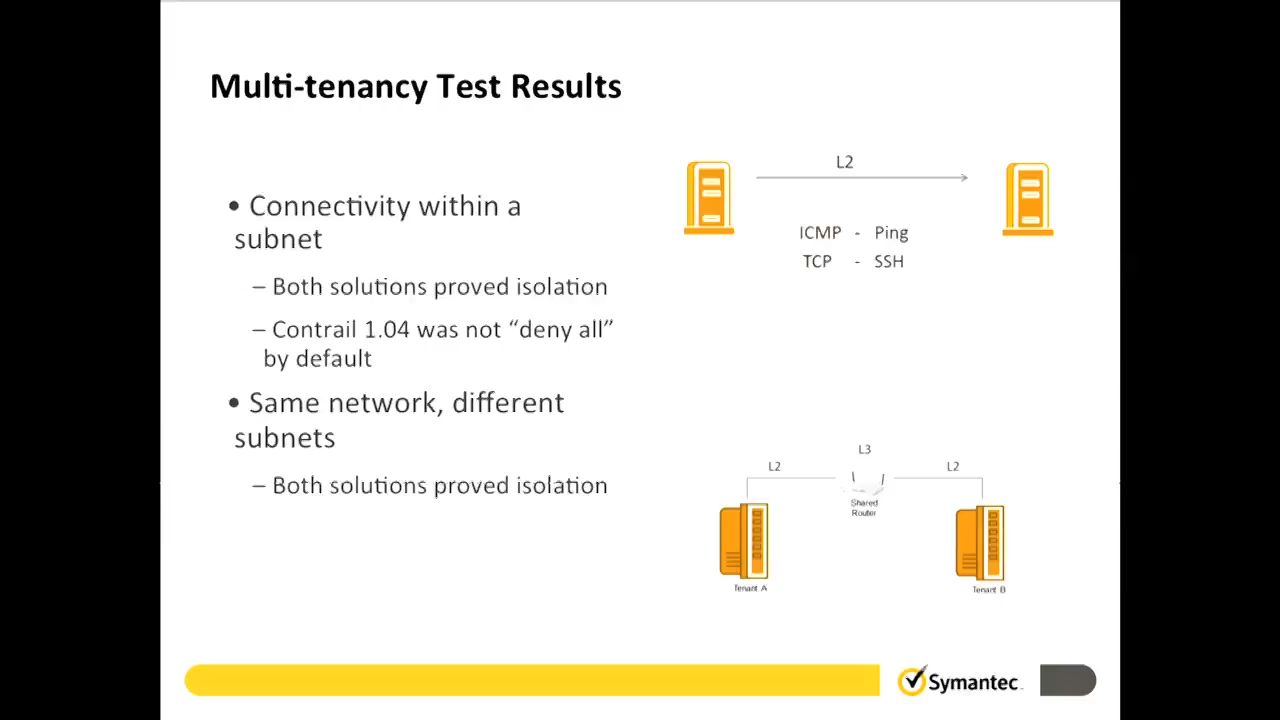 Multi-tenancy Test Results
• Connectivity within a
subnet
– Both solutions proved isolation
– Contrail 1.04 was not “deny all”
by default
• Same network, different
subnets
– Both solutions proved isolation
L2
ICMP - Ping
TCP - SSH
L3
L2
L2
Shared
Router
Tenant A
Tenant B
Symantec